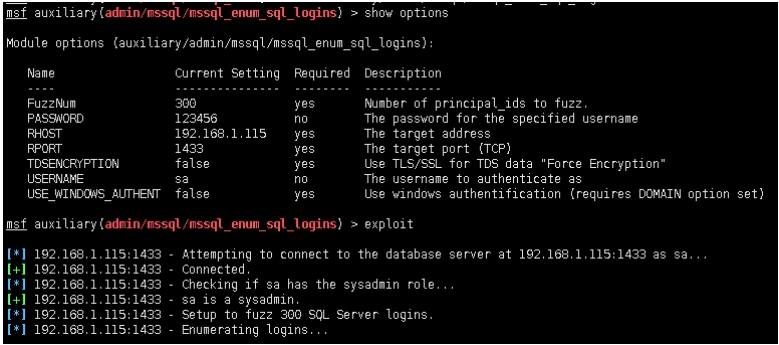 msf auxiliary(admin/mssql/mssql_enum_sql_logins) > show options
Module options (auxiliary/admin/mssql/mssql_enum_sql_logins):
Name Current Setting Required Description
---- --------------- -------- -----------
FuzzNum 300 yes Number of principal_ids to fuzz.
PASSWORD 123456 no The password for the specified username
RHOST 192.168.1.115 yes The target address
RPORT 1433 yes The target port (TCP)
TDSENCRYPTION false yes Use TLS/SSL for TDS data "Force Encryption"
USERNAME sa no The username to authenticate as
USE_WINDOWS_AUTHENT false yes Use windows authentification (requires DOMAIN option set)
msf auxiliary(admin/mssql/mssql_enum_sql_logins) > exploit
[*] 192.168.1.115:1433 - Attempting to connect to the database server at 192.168.1.115:1433 as sa...
[+] 192.168.1.115:1433 - Connected.
[*] 192.168.1.115:1433 - Checking if sa has the sysadmin role...
[+] 192.168.1.115:1433 - sa is a sysadmin.
[*] 192.168.1.115:1433 - Setup to fuzz 300 SQL Server logins.
[*] 192.168.1.115:1433 - Enumerating logins...